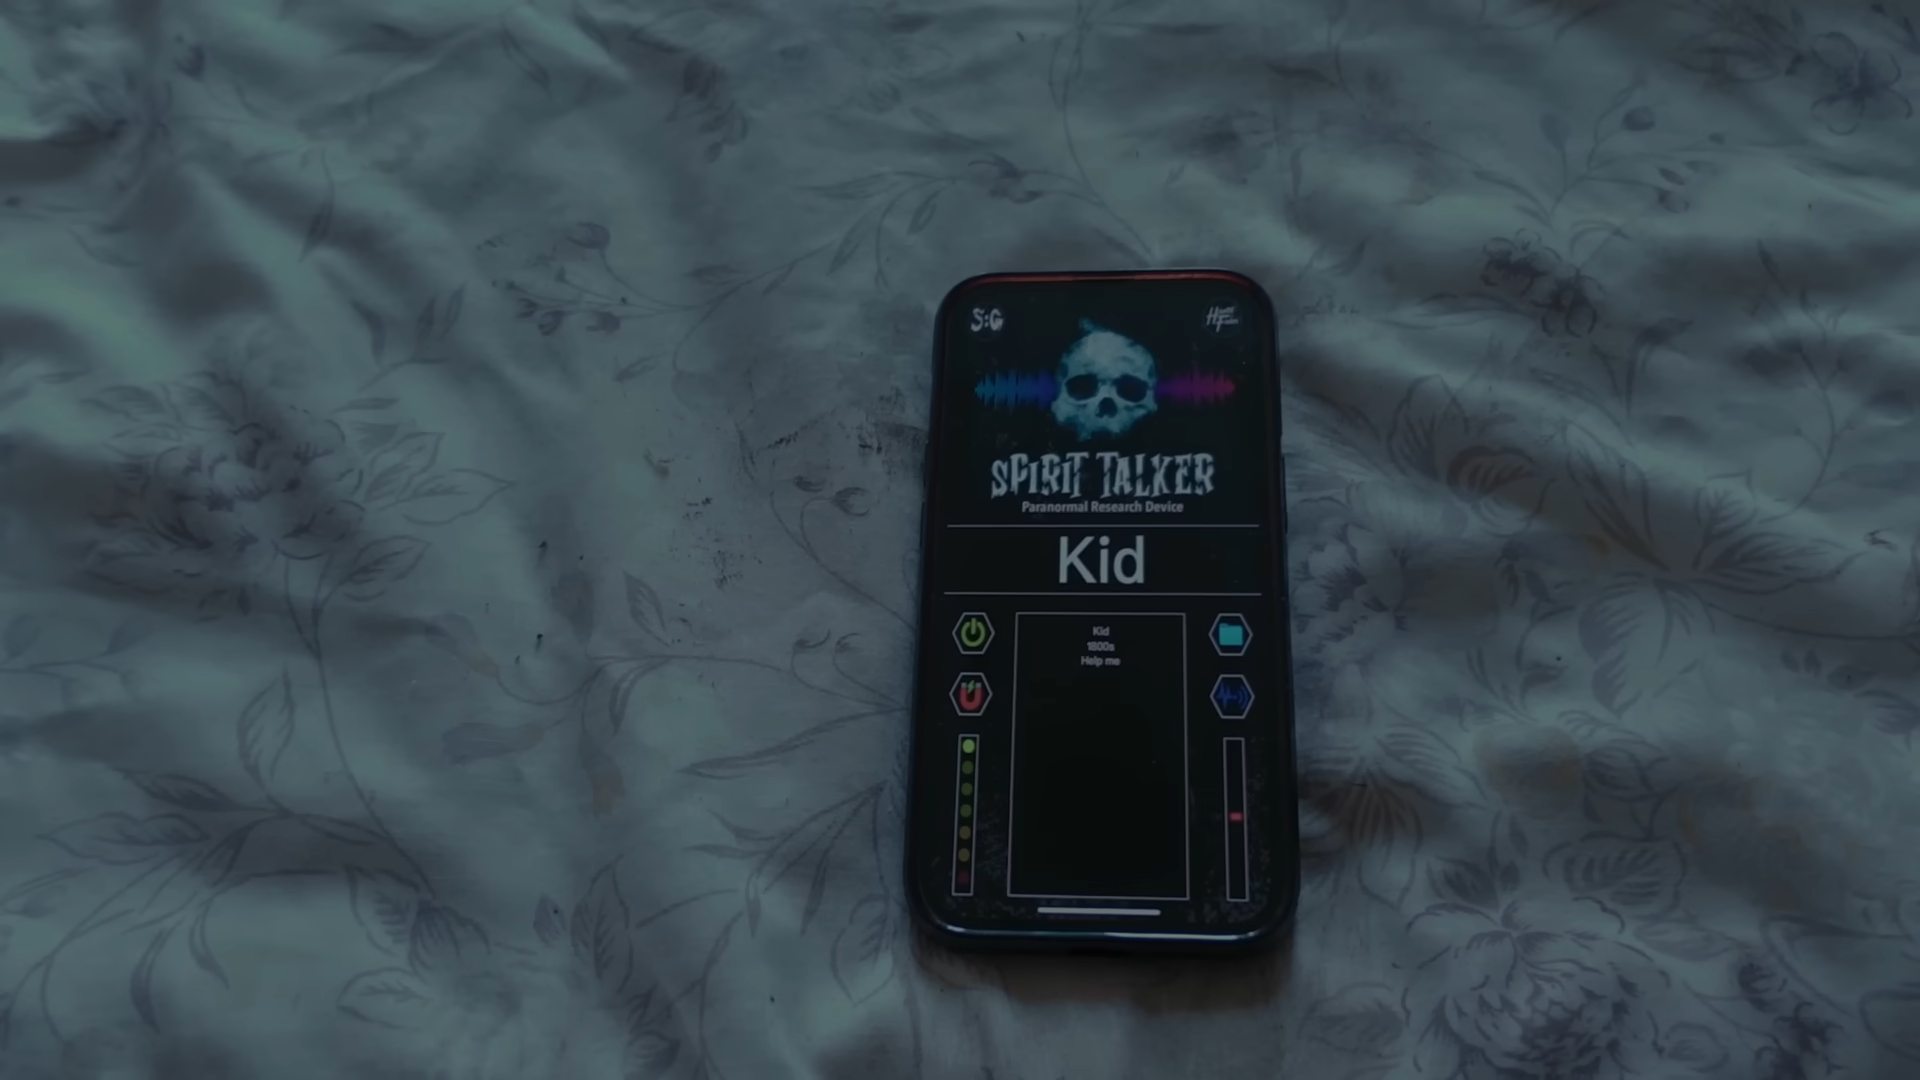 S:G
SPIRIT TALKER
Paranormal Research Device
Kid
Kid
1800s
Help me